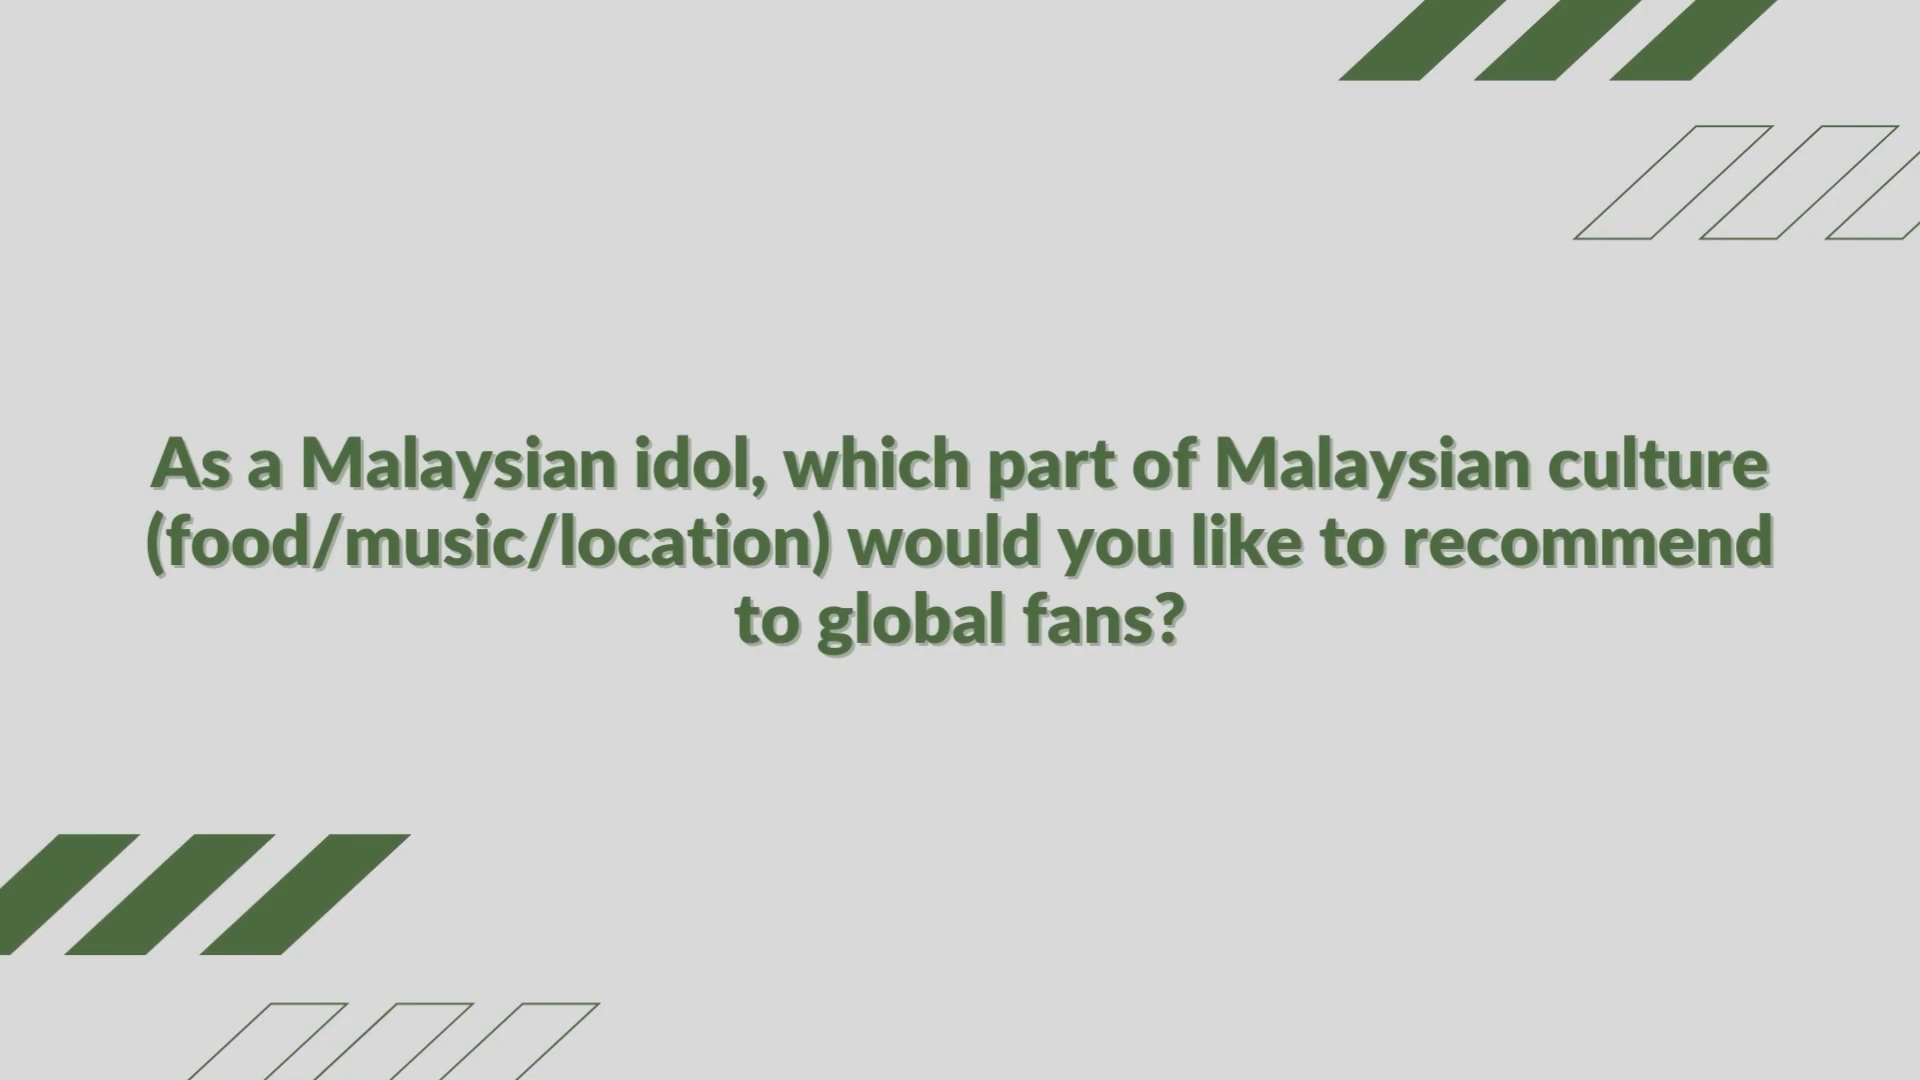 As a Malaysian idol, which part of Malaysian culture
(food/music/location) would you like to recommend
to global fans?